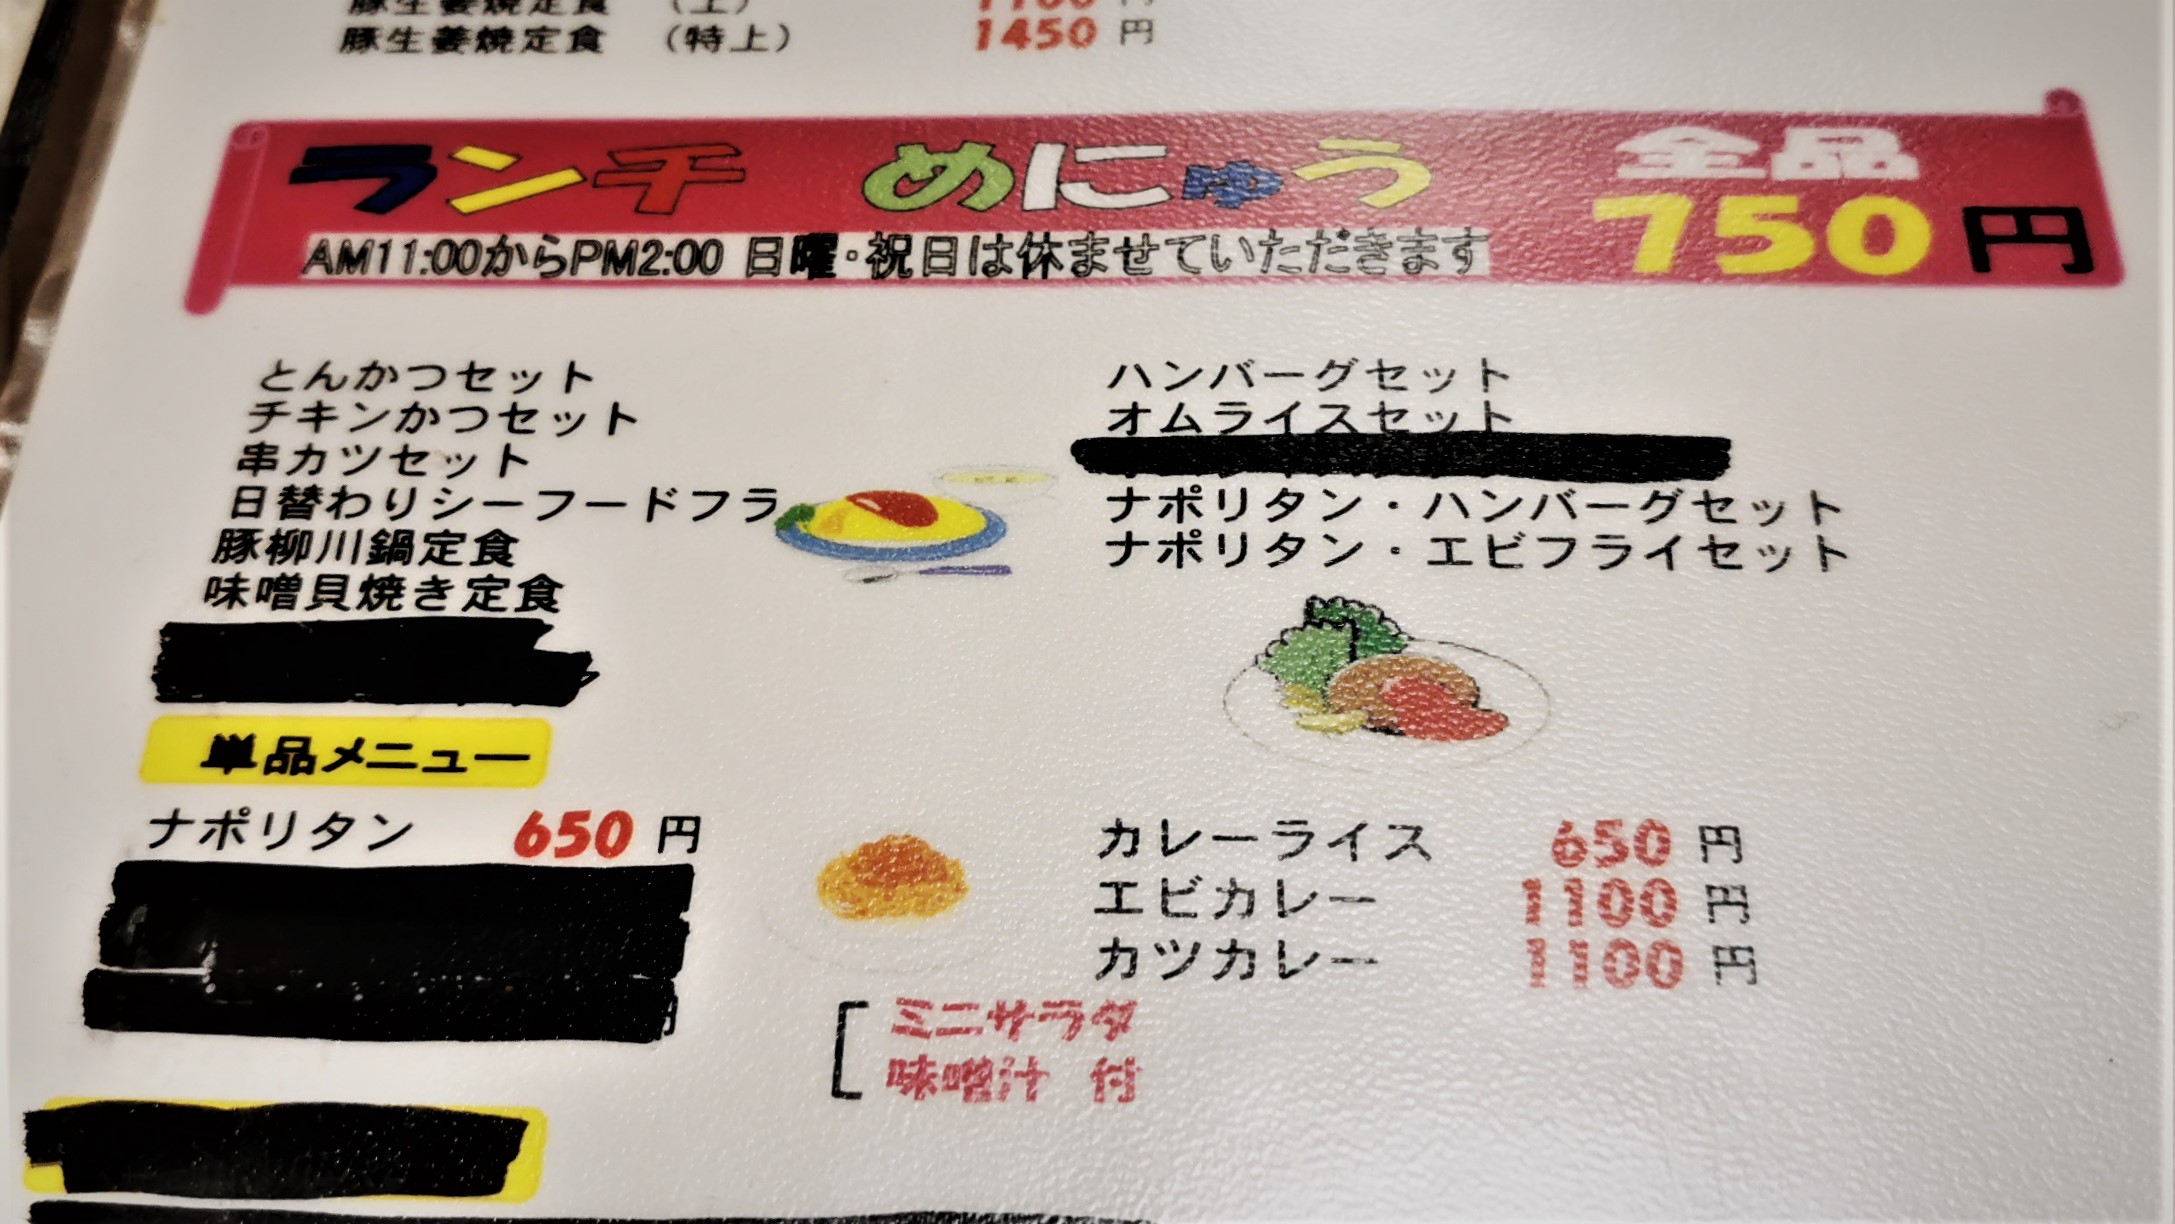 豚生姜焼定食 (上) 1100 円
豚生姜焼定食 (特上) 1450 円
ランチ めにゅう 全品
750 円
AM11:00からPM2:00 日曜・祝日は休ませていただきます
とんかつセット
チキンかつセット
串カツセット
日替わりシーフードフラ
豚柳川鍋定食
味噌貝焼き定食
ハンバーグセット
オムライスセット
ナポリタン・ハンバーグセット
ナポリタン・エビフライセット
単品メニュー
ナポリタン 650 円
カレーライス 650 円
エビカレー 1100 円
カツカレー 1100 円
ミニサラダ
味噌汁 付